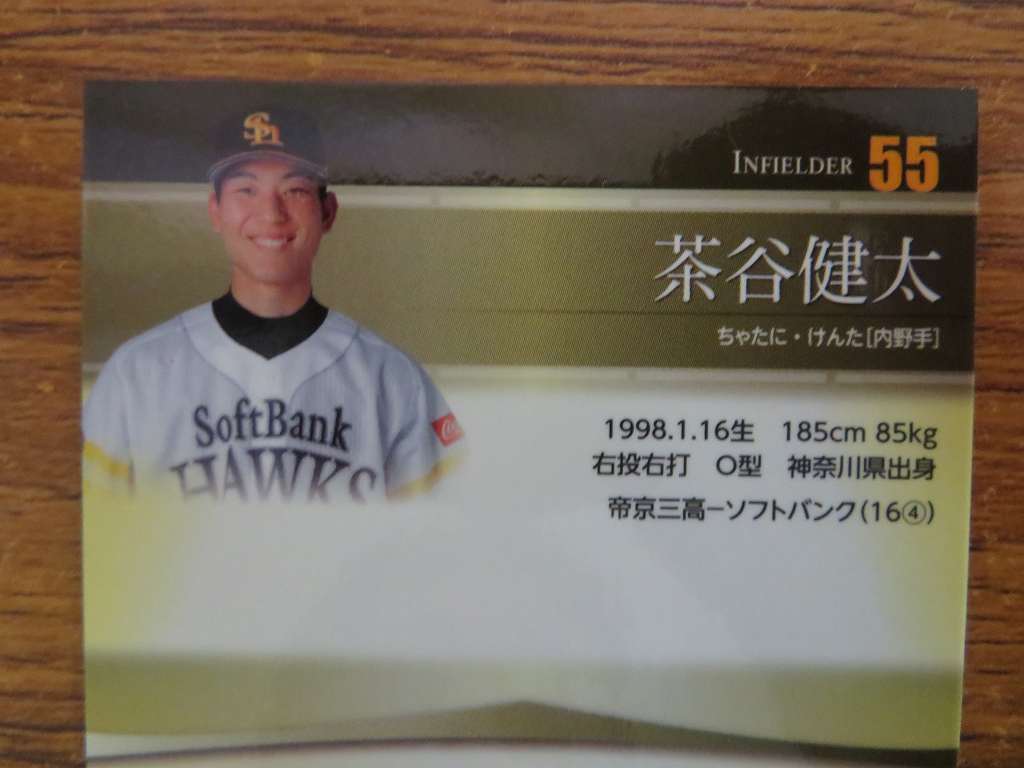 INFIELDER 55
茶谷健太
ちゃたに・けんた[内野手]
1998.1.16生 185cm 85kg
右投右打 O型 神奈川県出身
帝京三高−ソフトバンク(16④)
SH
SoftBank
HAWKS